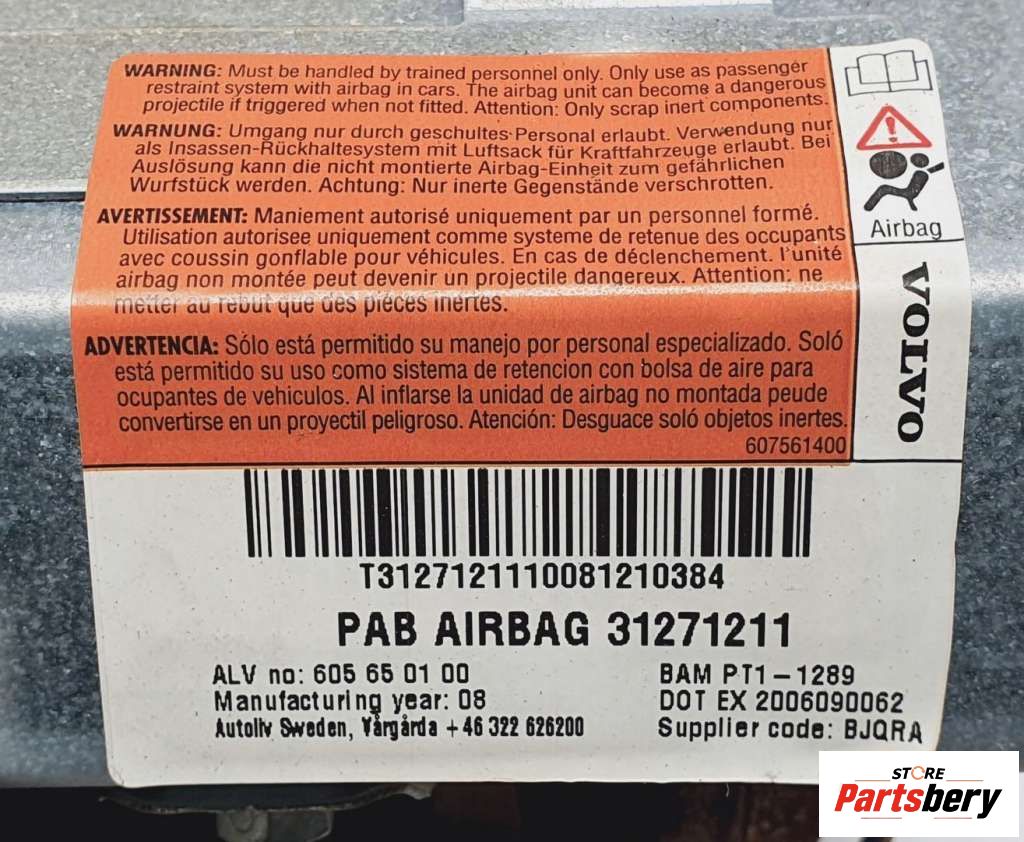 WARNING: Must be handled by trained personnel only. Only use as passenger
restraint system with airbag in cars. The airbag unit can become a dangerous
projectile if triggered when not fitted. Attention: Only scrap inert components.
WARNUNG: Umgang nur durch geschultes Personal erlaubt. Verwendung nur
als Insassen-Rückhaltesystem mit Luftsack für Kraftfahrzeuge erlaubt. Bei
Auslösung kann die nicht montierte Airbag-Einheit zum gefährlichen
Wurfstück werden. Achtung: Nur inerte Gegenstände verschrotten.
AVERTISSEMENT: Maniement autorisé uniquement par un personnel formé.
Utilisation autorisee uniquement comme systeme de retenue des occupants
avec coussin gonflable pour véhicules. En cas de déclenchement. l'unité
airbag non montée peut devenir un projectile dangereux. Attention: ne
metter au rebut que des piéces inertes.
ADVERTENCIA: Sólo está permitido su manejo por personal especializado. Soló
está permitido su uso como sistema de retencion con bolsa de aire para
ocupantes de vehiculos. Al inflarse la unidad de airbag no montada peude
convertirse en un proyectil peligroso. Atención: Desguace soló objetos inertes.
607561400
Airbag
VOLVO
T3127121110081210384
PAB AIRBAG 31271211
ALV no: 605 65 01 00
Manufacturing year: 08
Autoliv Sweden, Vårgårda +46 322 626200
BAM PT1-1289
DOT EX 2006090062
Supplier code: BJQRA
STORE
Partsbery